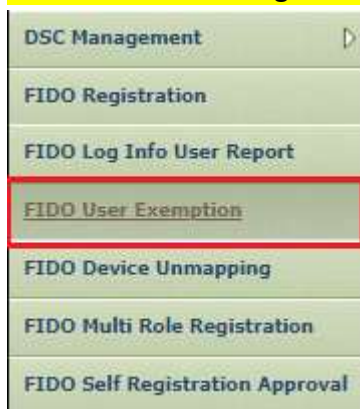 DSC Management
FIDO Registration
FIDO Log Info User Report
FIDO User Exemption
FIDO Device Unmapping
FIDO Multi Role Registration
FIDO Self Registration Approval